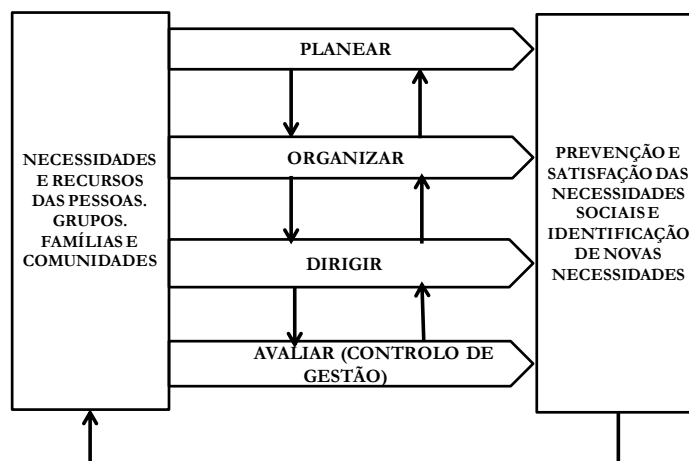 NECESSIDADES
E RECURSOS
DAS PESSOAS.
GRUPOS.
FAMÍLIAS E
COMUNIDADES
PLANEAR
ORGANIZAR
DIRIGIR
AVALIAR (CONTROLO DE
GESTÃO)
PREVENÇÃO E
SATISFAÇÃO DAS
NECESSIDADES
SOCIAIS E
IDENTIFICAÇÃO
DE NOVAS
NECESSIDADES